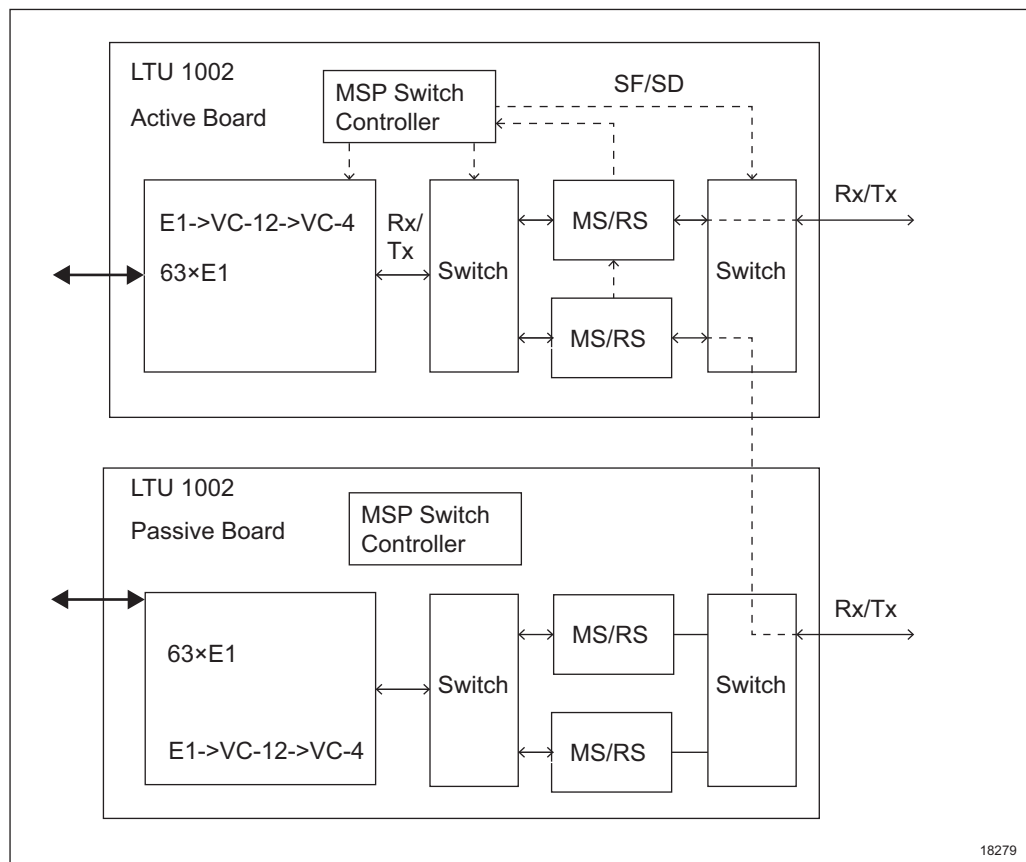 LTU 1002
Active Board
MSP Switch
Controller
SF/SD
E1->VC-12->VC-4
63×E1
Rx/
Tx
Switch
MS/RS
MS/RS
Switch
Rx/Tx
LTU 1002
Passive Board
MSP Switch
Controller
63×E1
E1->VC-12->VC-4
Switch
MS/RS
MS/RS
Switch
Rx/Tx
18279